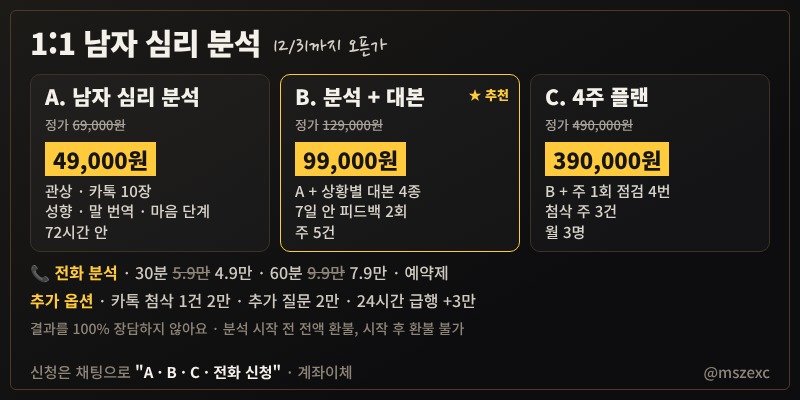 1:1 남자 심리 분석 12/31까지 오픈가
A. 남자 심리 분석
정가 69,000원
49,000원
관상 · 카톡 10장
성향 · 말 번역 · 마음 단계
72시간 안
B. 분석 + 대본 ★ 추천
정가 129,000원
99,000원
A + 상황별 대본 4종
7일 안 피드백 2회
주 5건
C. 4주 플랜
정가 490,000원
390,000원
B + 주 1회 점검 4번
첨삭 주 3건
월 3명
📞 전화 분석 · 30분 5.9만 4.9만 · 60분 9.9만 7.9만 · 예약제
추가 옵션 · 카톡 첨삭 1건 2만 · 추가 질문 2만 · 24시간 급행 +3만
결과를 100% 장담하지 않아요 · 분석 시작 전 전액 환불, 시작 후 환불 불가
신청은 채팅으로 "A · B · C · 전화 신청" · 계좌이체
@mszexc